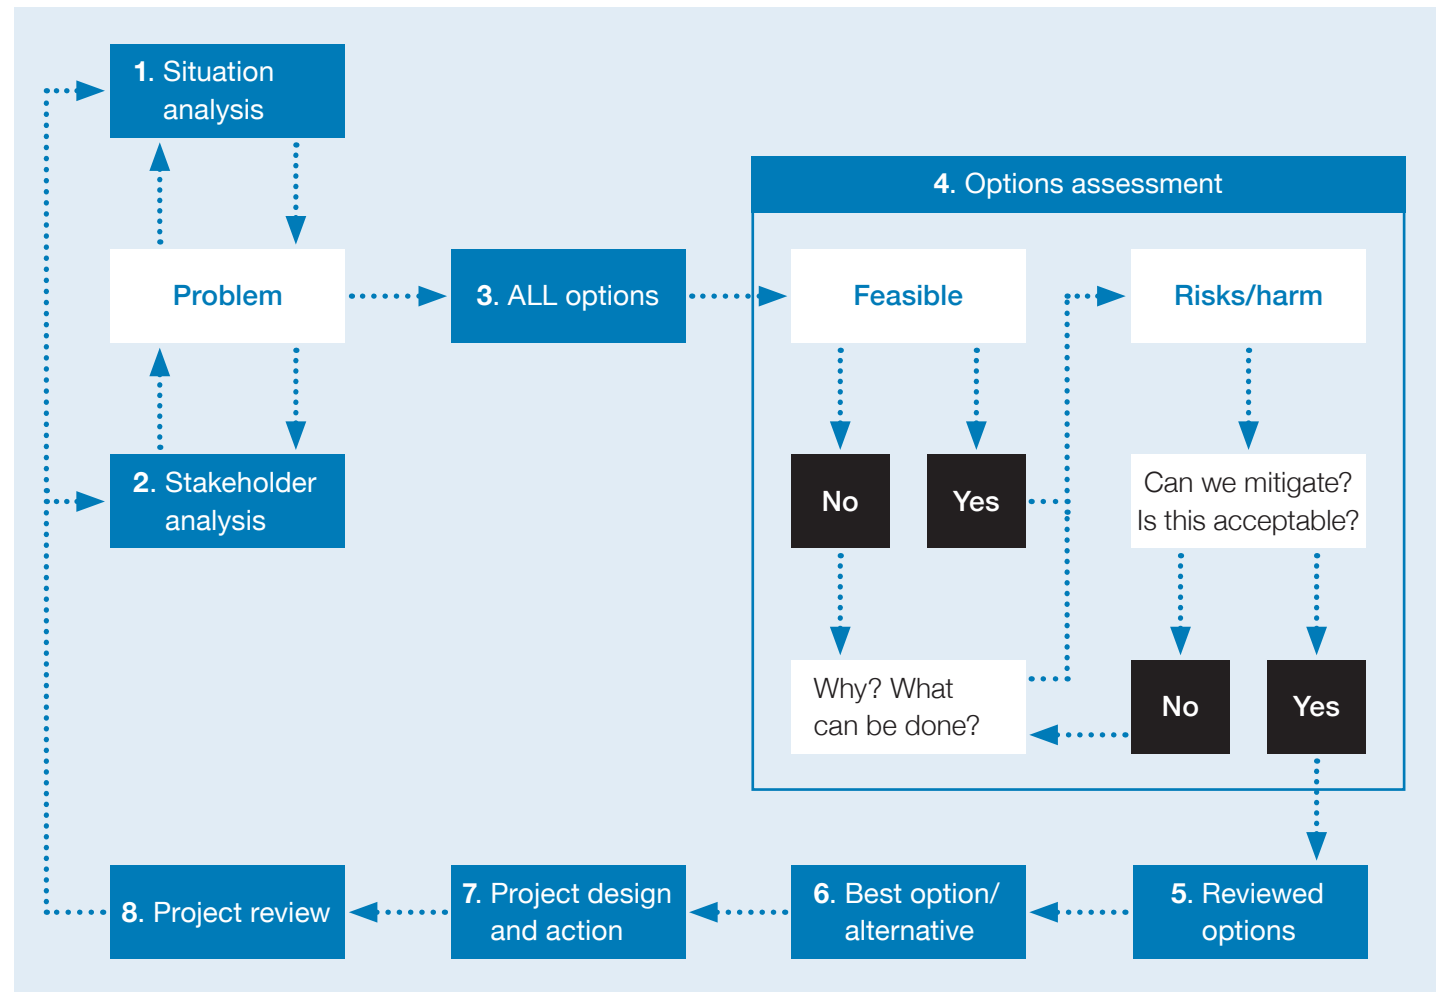 1. Situation
analysis
4. Options assessment
Problem
3. ALL options
Feasible
Risks/harm
2. Stakeholder
analysis
No
Yes
Can we mitigate?
Is this acceptable?
Why? What
can be done?
No
Yes
8. Project review
7. Project design
and action
6. Best option/
alternative
5. Reviewed
options